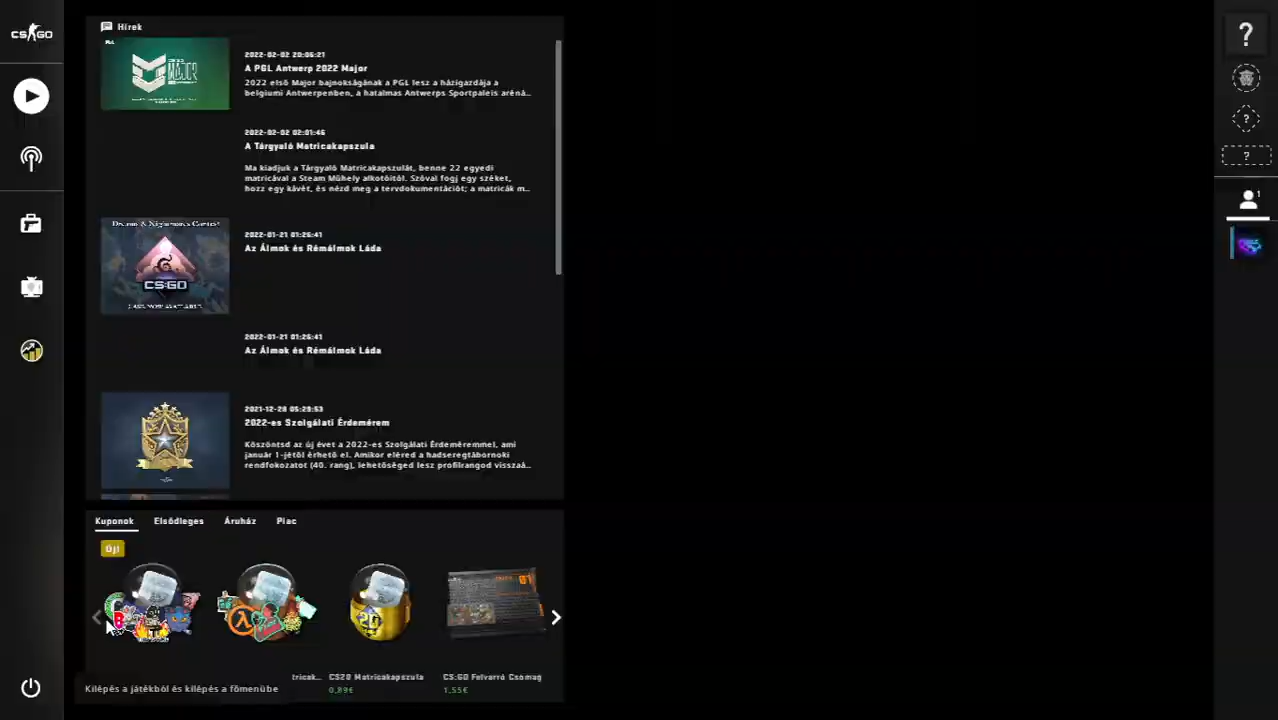 CS GO
Hírek
2022-02-02 20:06:21
A PGL Antwerp 2022 Major
2022 első Major bajnokságának a PGL lesz a házigazdája a
belgiumi Antwerpenben, a hatalmas Antwerps Sportpaleis aréná...
2022-02-02 02:01:46
A Tárgyaló Matricakapszula
Ma kiadjuk a Tárgyaló Matricakapszulát, benne 22 egyedi
matricával a Steam Műhely alkotóitól. Szóval fogj egy széket,
hozz egy kávét, és nézd meg a tervdokumentációt; a matricák m...
Dreams & Nightmares Contest
CS:GO
2022-01-21 01:26:41
Az Álmok és Rémálmok Láda
2022-01-21 01:26:41
Az Álmok és Rémálmok Láda
2021-12-28 05:29:53
2022-es Szolgálati Érdemérem
Köszöntsd az új évet a 2022-es Szolgálati Érdeméremmel, ami
január 1-jétől érhető el. Amikor eléred a hadseregtábornoki
rendfokozatot (40. rang), lehetőséged lesz profilrangod visszaá...
Kuponok
Elsődleges
Áruház
Piac
Új!
tricak...
CS20 Matricakapszula
0,89€
CS:GO Felvarró Csomag
1,55€
Kilépés a játékból és kilépés a főmenübe
?
?
?
1